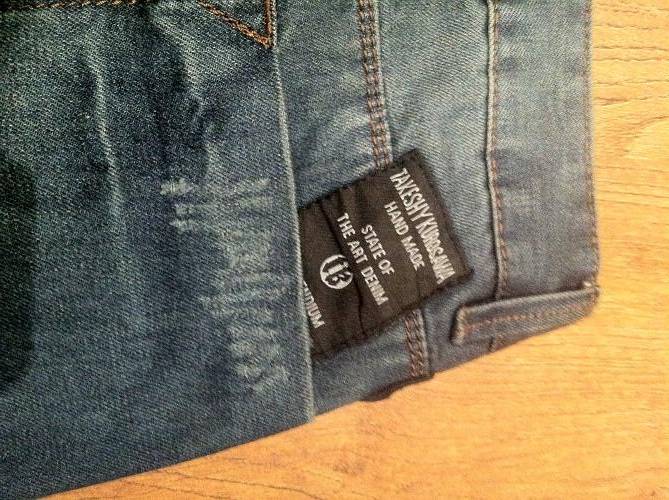 TAKESHY KUROSAWA
HAND MADE
STATE OF
THE ART DENIM